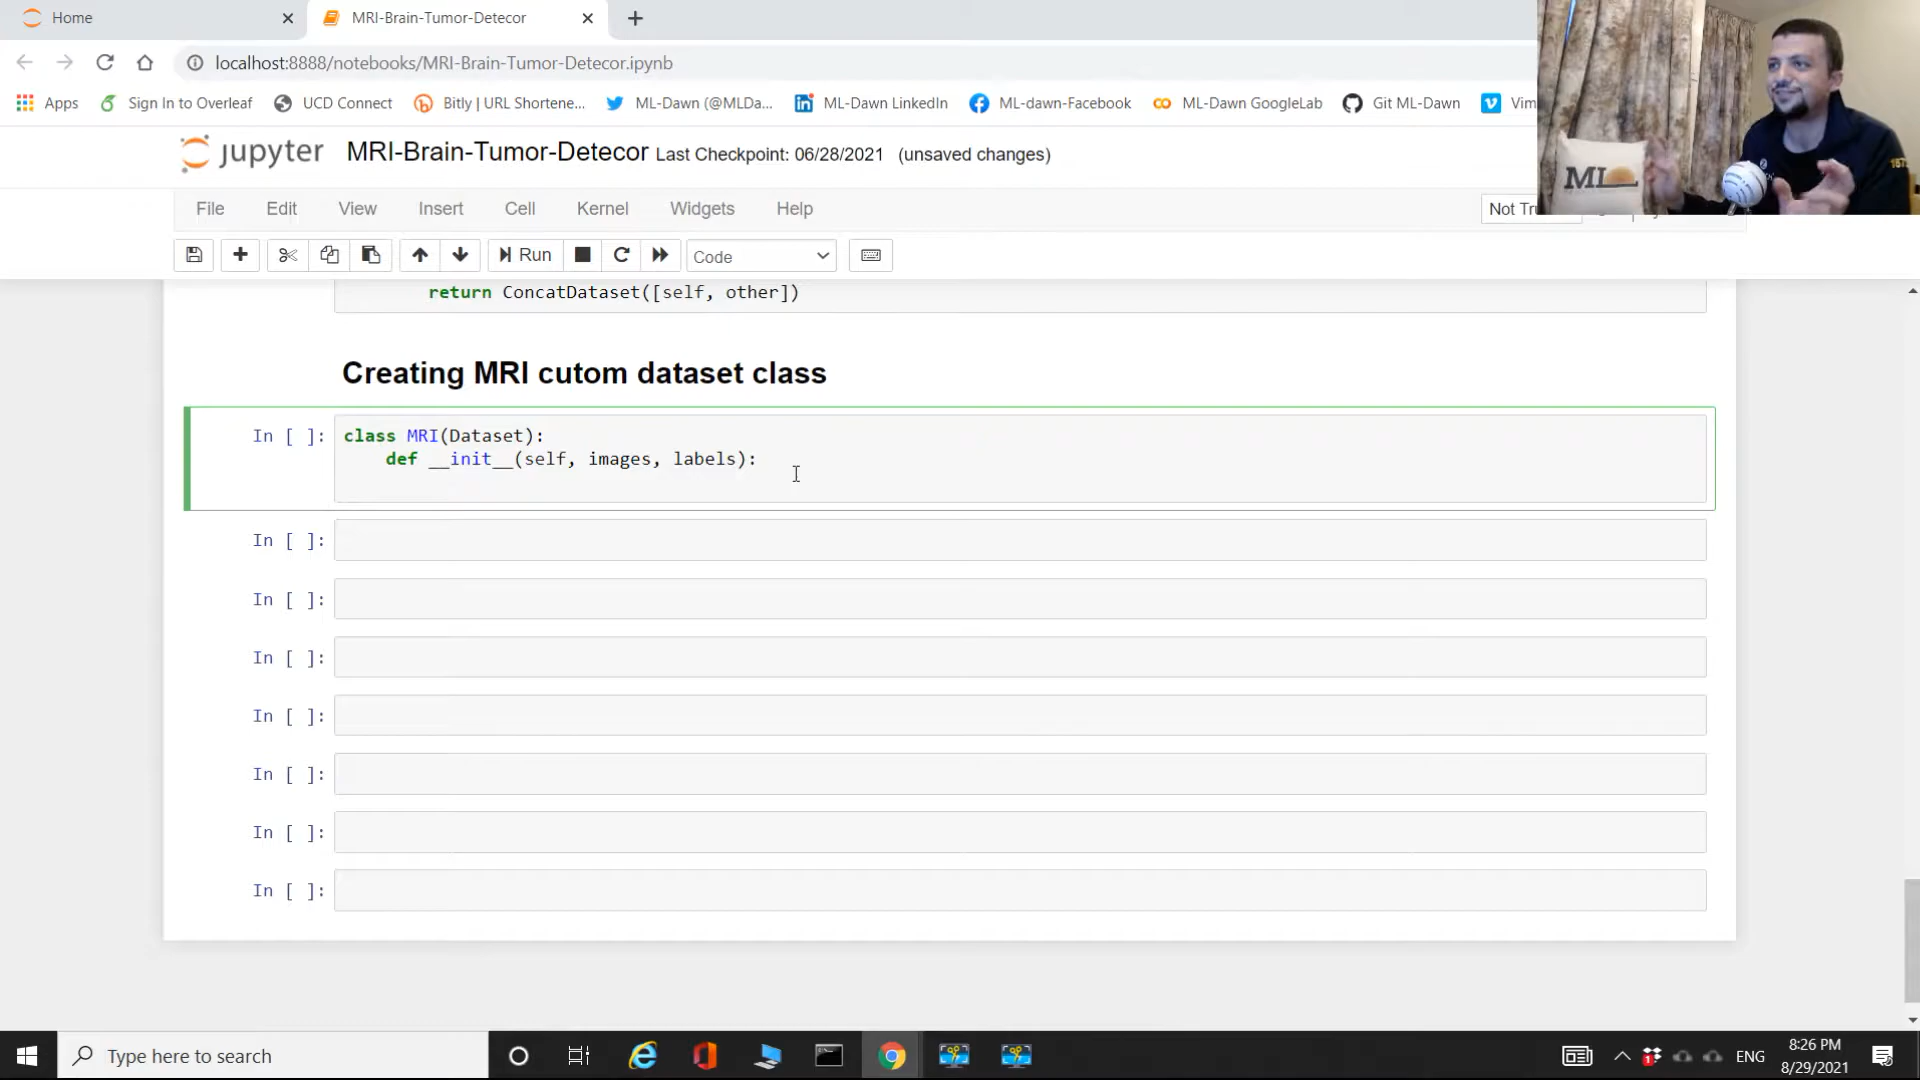 Home
MRI-Brain-Tumor-Detecor
localhost:8888/notebooks/MRI-Brain-Tumor-Detecor.ipynb
Apps Sign In to Overleaf UCD Connect Bitly | URL Shortene... ML-Dawn (@MLDa... ML-Dawn LinkedIn ML-dawn-Facebook ML-Dawn GoogleLab Git ML-Dawn Vim
ML
jupyter MRI-Brain-Tumor-Detecor Last Checkpoint: 06/28/2021 (unsaved changes)
File Edit View Insert Cell Kernel Widgets Help Not Tru
Run Code
return ConcatDataset([self, other])
Creating MRI cutom dataset class
In [ ]: class MRI(Dataset):
def __init__(self, images, labels):
In [ ]:
In [ ]:
In [ ]:
In [ ]:
In [ ]:
In [ ]:
In [ ]:
Type here to search
ENG
8:26 PM
8/29/2021